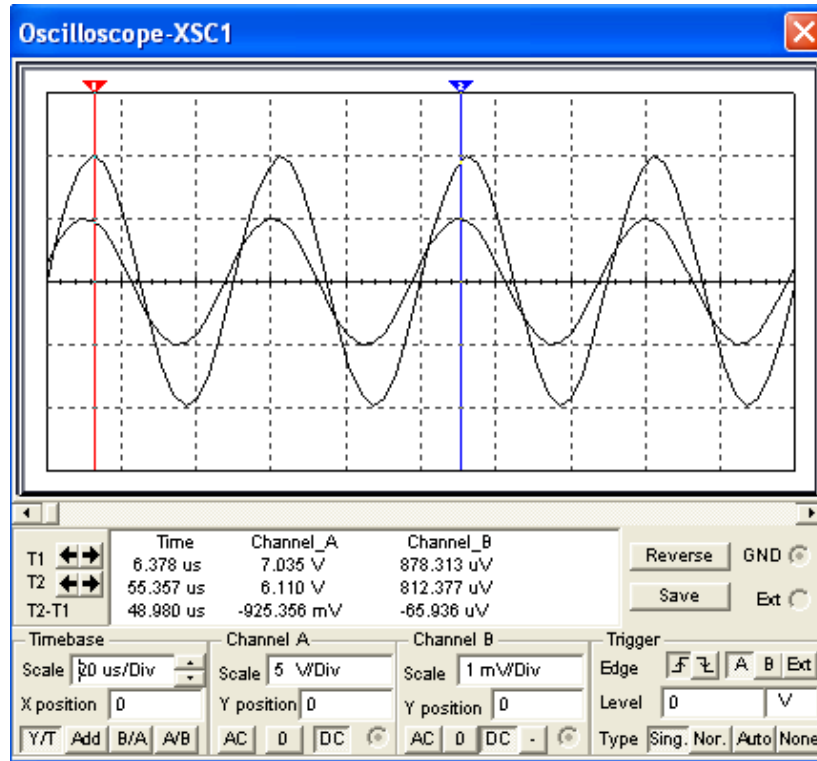 Oscilloscope-XSC1
1 2
Time Channel_A Channel_B
T1 6.378 us 7.035 V 878.313 uV
T2 55.357 us 6.110 V 812.377 uV
T2-T1 48.980 us -925.356 mV -65.936 uV
Reverse GND
Save Ext
Timebase
Scale 20 us/Div
X position 0
Y/T Add B/A A/B
Channel A
Scale 5 V/Div
Y position 0
AC 0 DC
Channel B
Scale 1 mV/Div
Y position 0
AC 0 DC -
Trigger
Edge A B Ext
Level 0 V
Type Sing. Nor. Auto None